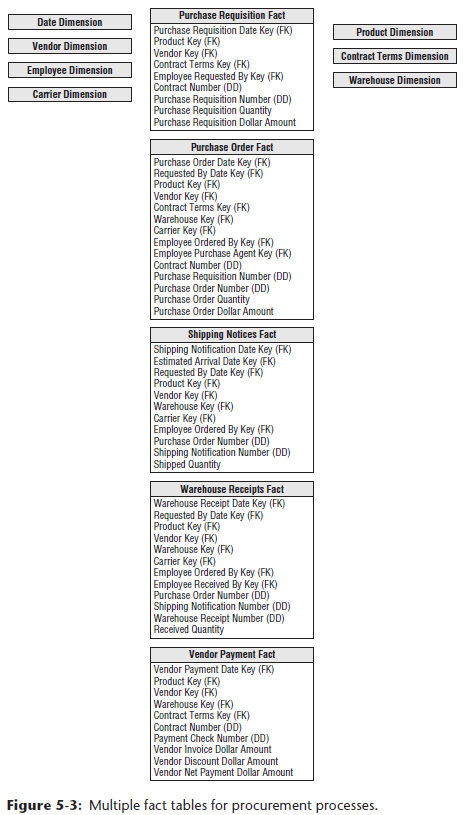 Date Dimension
Vendor Dimension
Employee Dimension
Carrier Dimension
Purchase Requisition Fact
Purchase Requisition Date Key (FK)
Product Key (FK)
Vendor Key (FK)
Contract Terms Key (FK)
Employee Requested By Key (FK)
Contract Number (DD)
Purchase Requisition Number (DD)
Purchase Requisition Quantity
Purchase Requisition Dollar Amount
Product Dimension
Contract Terms Dimension
Warehouse Dimension
Purchase Order Fact
Purchase Order Date Key (FK)
Requested By Date Key (FK)
Product Key (FK)
Vendor Key (FK)
Contract Terms Key (FK)
Warehouse Key (FK)
Carrier Key (FK)
Employee Ordered By Key (FK)
Employee Purchase Agent Key (FK)
Contract Number (DD)
Purchase Requisition Number (DD)
Purchase Order Number (DD)
Purchase Order Quantity
Purchase Order Dollar Amount
Shipping Notices Fact
Shipping Notification Date Key (FK)
Estimated Arrival Date Key (FK)
Requested By Date Key (FK)
Product Key (FK)
Vendor Key (FK)
Warehouse Key (FK)
Carrier Key (FK)
Employee Ordered By Key (FK)
Purchase Order Number (DD)
Shipping Notification Number (DD)
Shipped Quantity
Warehouse Receipts Fact
Warehouse Receipt Date Key (FK)
Requested By Date Key (FK)
Product Key (FK)
Vendor Key (FK)
Warehouse Key (FK)
Carrier Key (FK)
Employee Ordered By Key (FK)
Employee Received By Key (FK)
Purchase Order Number (DD)
Shipping Notification Number (DD)
Warehouse Receipt Number (DD)
Received Quantity
Vendor Payment Fact
Vendor Payment Date Key (FK)
Product Key (FK)
Vendor Key (FK)
Warehouse Key (FK)
Contract Terms Key (FK)
Contract Number (DD)
Payment Check Number (DD)
Vendor Invoice Dollar Amount
Vendor Discount Dollar Amount
Vendor Net Payment Dollar Amount
Figure 5-3: Multiple fact tables for procurement processes.